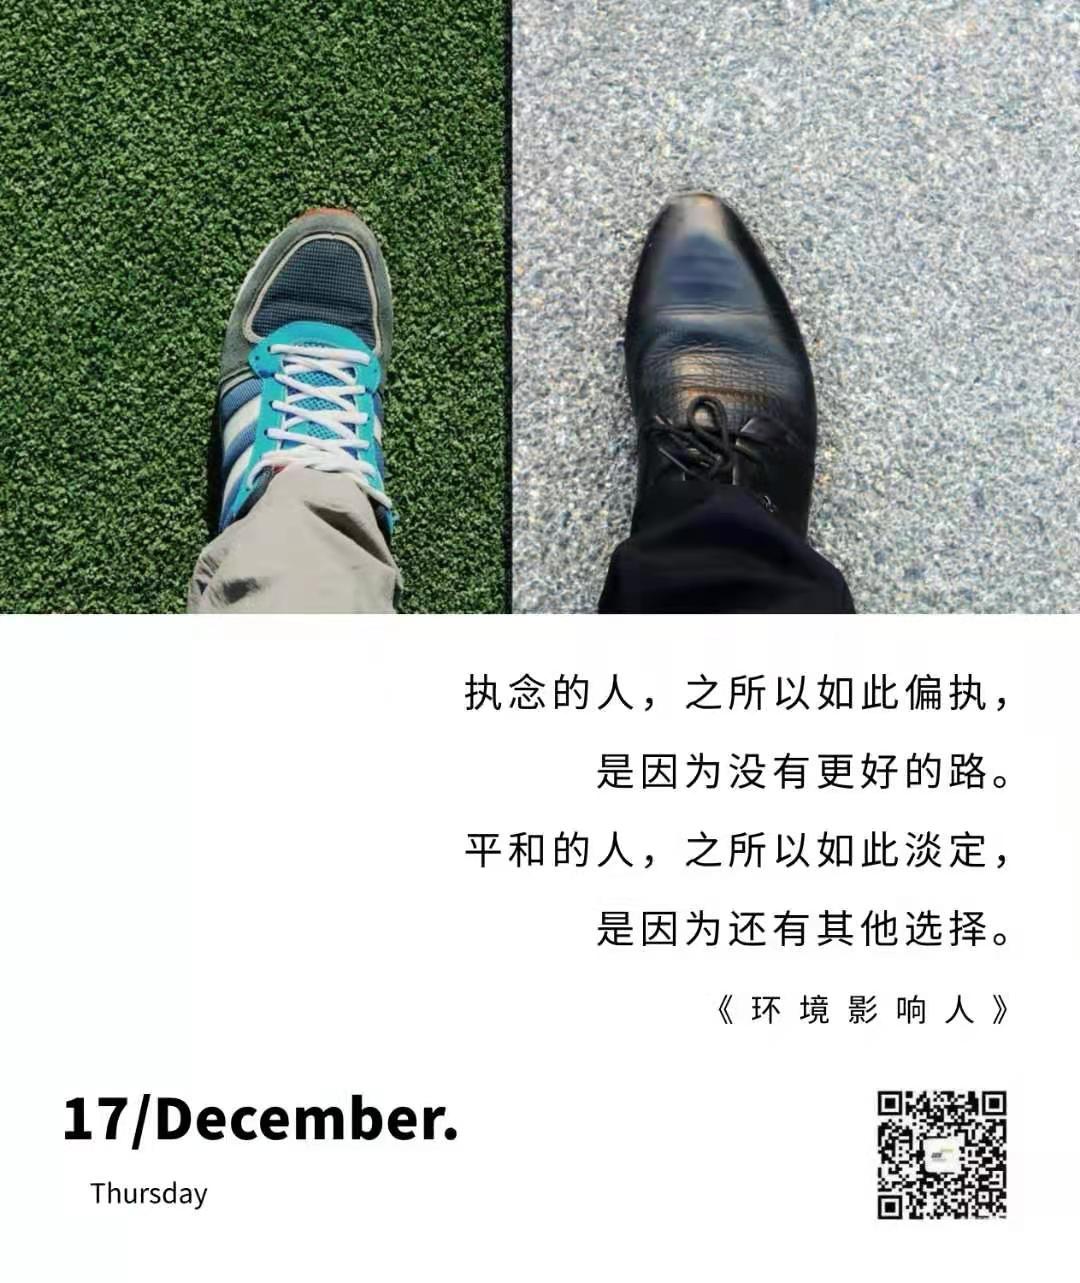 执念的人，之所以如此偏执，
是因为没有更好的路。
平和的人，之所以如此淡定，
是因为还有其他选择。
《环境影响人》
17/December.
Thursday